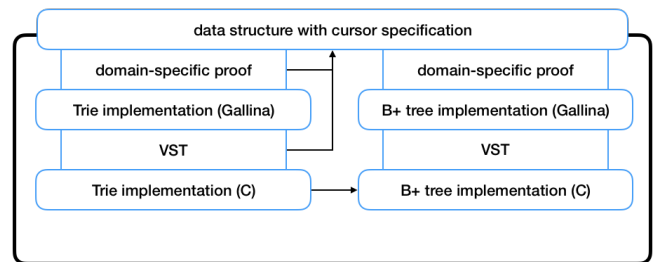 data structure with cursor specification
domain-specific proof
domain-specific proof
Trie implementation (Gallina)
B+ tree implementation (Gallina)
VST
VST
Trie implementation (C)
B+ tree implementation (C)